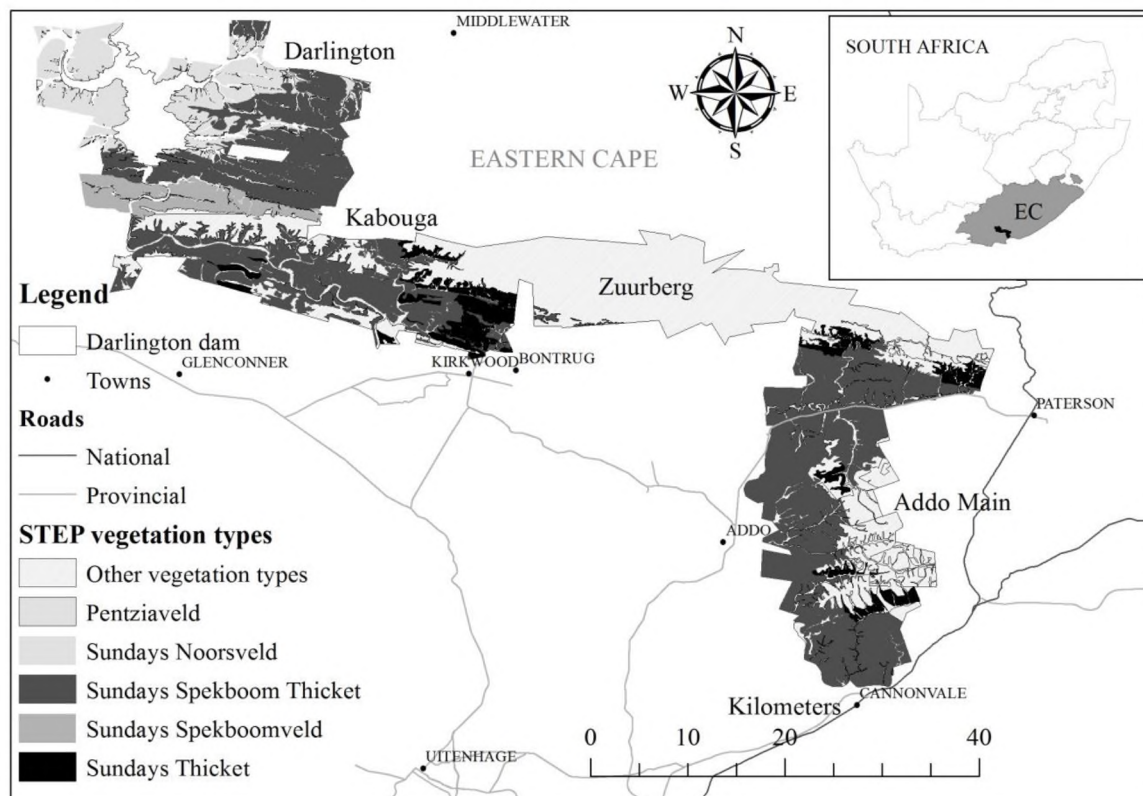 MIDDLEWATER
Darlington
N
W E
S
SOUTH AFRICA
EASTERN CAPE
EC
Kabouga
Zuurberg
Legend
Darlington dam
Towns
Roads
National
Provincial
STEP vegetation types
Other vegetation types
Pentziaveld
Sundays Noorsveld
Sundays Spekboom Thicket
Sundays Spekboomveld
Sundays Thicket
GLENCONNER
KIRKWOOD
BONTRUG
PATERSON
Addo Main
ADDO
Kilometers
CANNONVALE
0 10 20 40
UITENHAGE